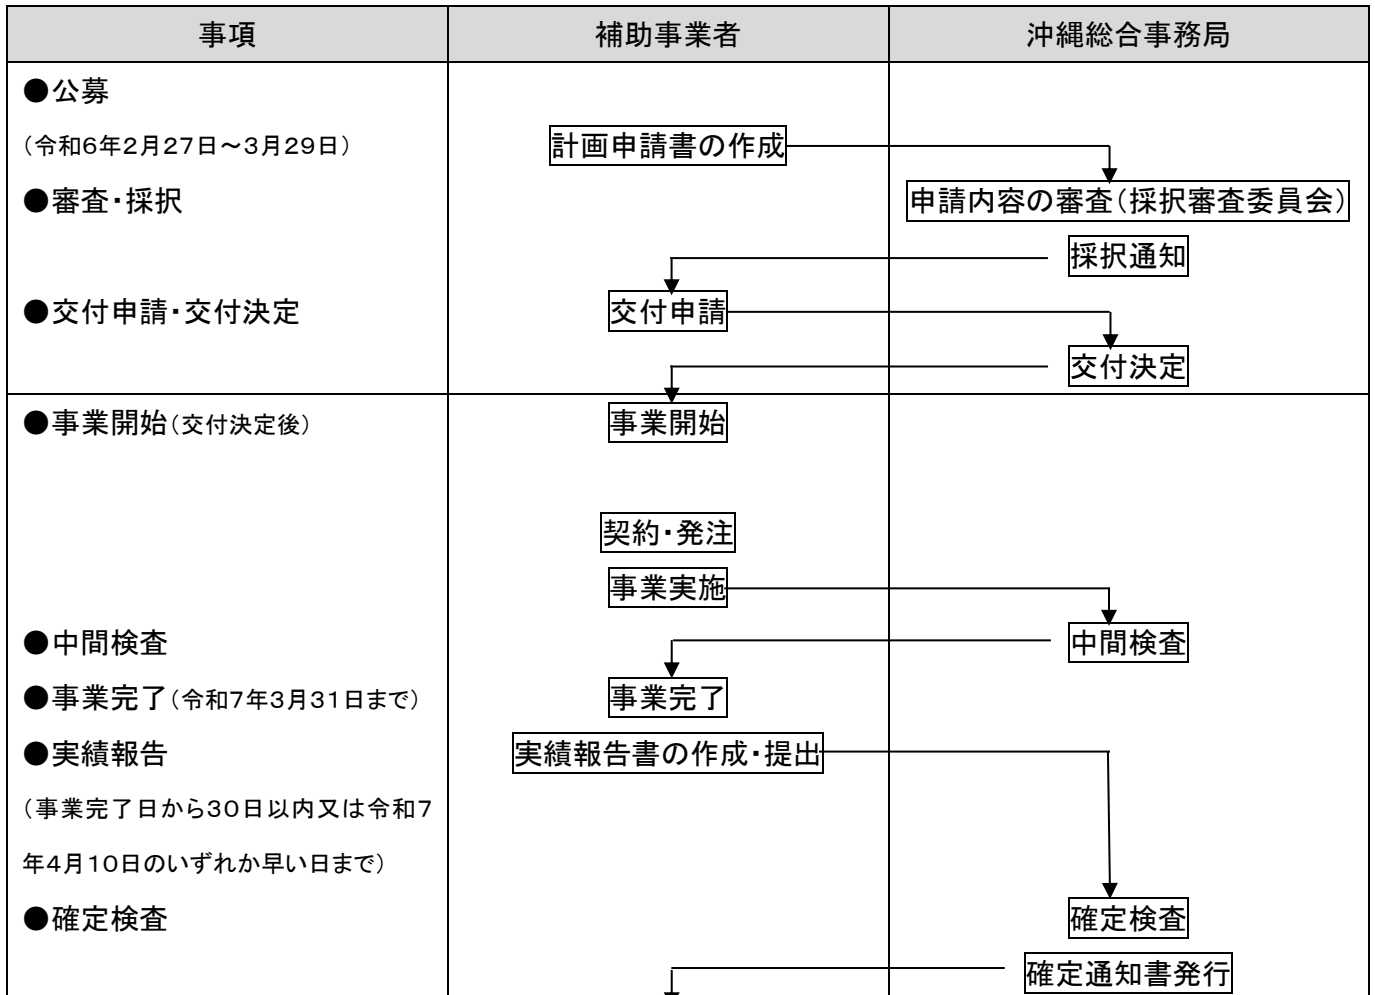 事項 補助事業者 沖縄総合事務局
●公募
（令和6年2月27日～3月29日） 計画申請書の作成
●審査・採択 申請内容の審査（採択審査委員会）
採択通知
●交付申請・交付決定 交付申請
交付決定
●事業開始（交付決定後） 事業開始
契約・発注
事業実施
●中間検査 中間検査
●事業完了（令和7年3月31日まで） 事業完了
●実績報告 実績報告書の作成・提出
（事業完了日から30日以内又は令和7
年4月10日のいずれか早い日まで）
●確定検査 確定検査
確定通知書発行